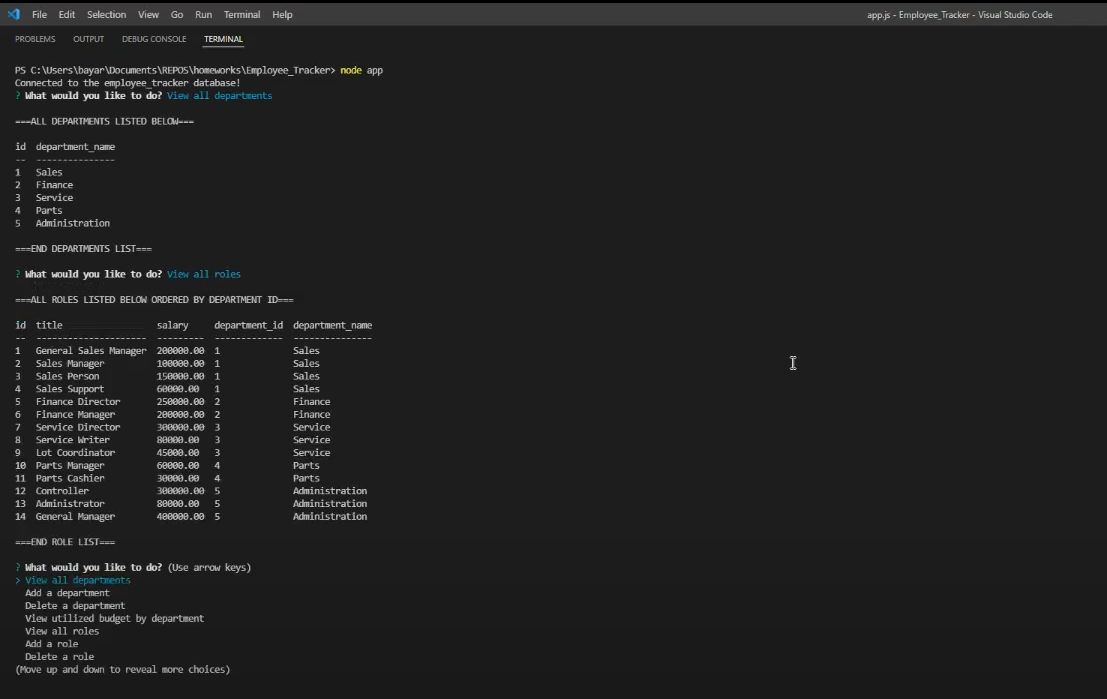 File Edit Selection View Go Run Terminal Help app.js - Employee_Tracker - Visual Studio Code
PROBLEMS OUTPUT DEBUG CONSOLE TERMINAL
PS C:\Users\bayar\Documents\REPOS\homeworks\Employee_Tracker> node app
Connected to the employee_tracker database!
? What would you like to do? View all departments
===ALL DEPARTMENTS LISTED BELOW===
id department_name
-- ---------------
1 Sales
2 Finance
3 Service
4 Parts
5 Administration
===END DEPARTMENTS LIST===
? What would you like to do? View all roles
===ALL ROLES LISTED BELOW ORDERED BY DEPARTMENT ID===
id title salary department_id department_name
-- --------------------- --------- ------------- ---------------
1 General Sales Manager 200000.00 1 Sales
2 Sales Manager 100000.00 1 Sales
3 Sales Person 150000.00 1 Sales
4 Sales Support 60000.00 1 Sales
5 Finance Director 250000.00 2 Finance
6 Finance Manager 200000.00 2 Finance
7 Service Director 300000.00 3 Service
8 Service Writer 80000.00 3 Service
9 Lot Coordinator 45000.00 3 Service
10 Parts Manager 60000.00 4 Parts
11 Parts Cashier 30000.00 4 Parts
12 Controller 300000.00 5 Administration
13 Administrator 80000.00 5 Administration
14 General Manager 400000.00 5 Administration
===END ROLE LIST===
? What would you like to do? (Use arrow keys)
> View all departments
Add a department
Delete a department
View utilized budget by department
View all roles
Add a role
Delete a role
(Move up and down to reveal more choices)